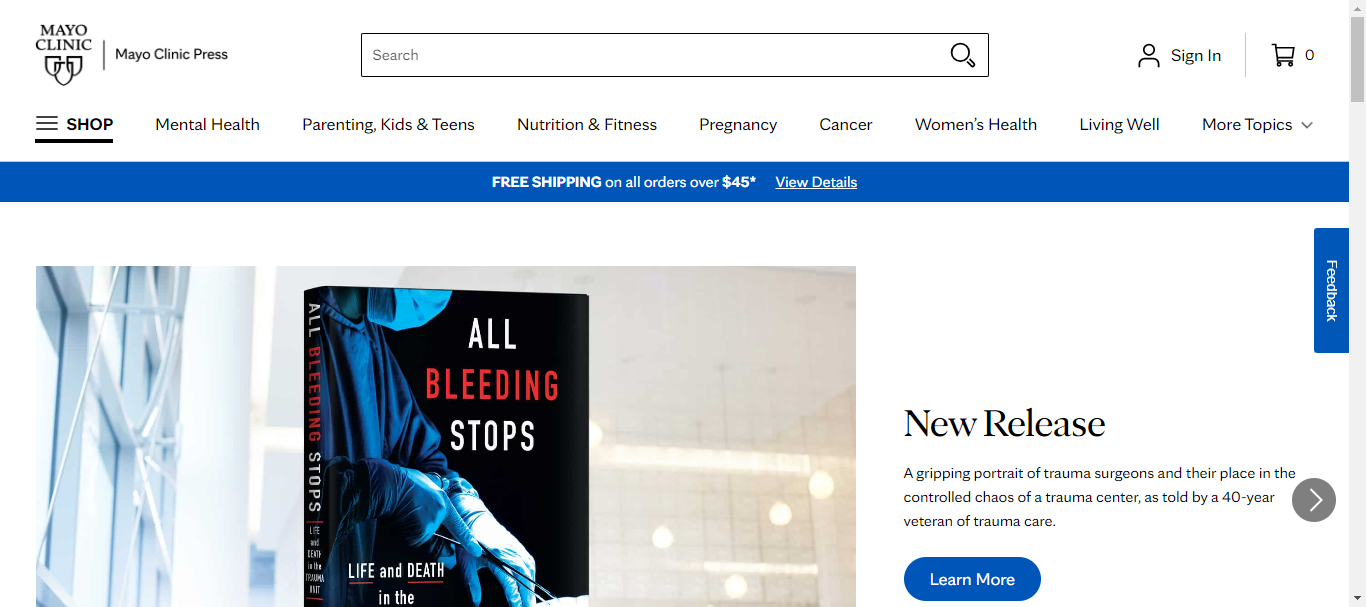 MAYO
CLINIC
Mayo Clinic Press
Search
Sign In
0
SHOP
Mental Health
Parenting, Kids & Teens
Nutrition & Fitness
Pregnancy
Cancer
Women’s Health
Living Well
More Topics
FREE SHIPPING on all orders over $45* View Details
Feedback
ALL BLEEDING STOPS
LIFE
and
DEATH
in the
TRAUMA
UNIT
ALL
BLEEDING
STOPS
LIFE and DEATH
in the
New Release
A gripping portrait of trauma surgeons and their place in the
controlled chaos of a trauma center, as told by a 40-year
veteran of trauma care.
Learn More